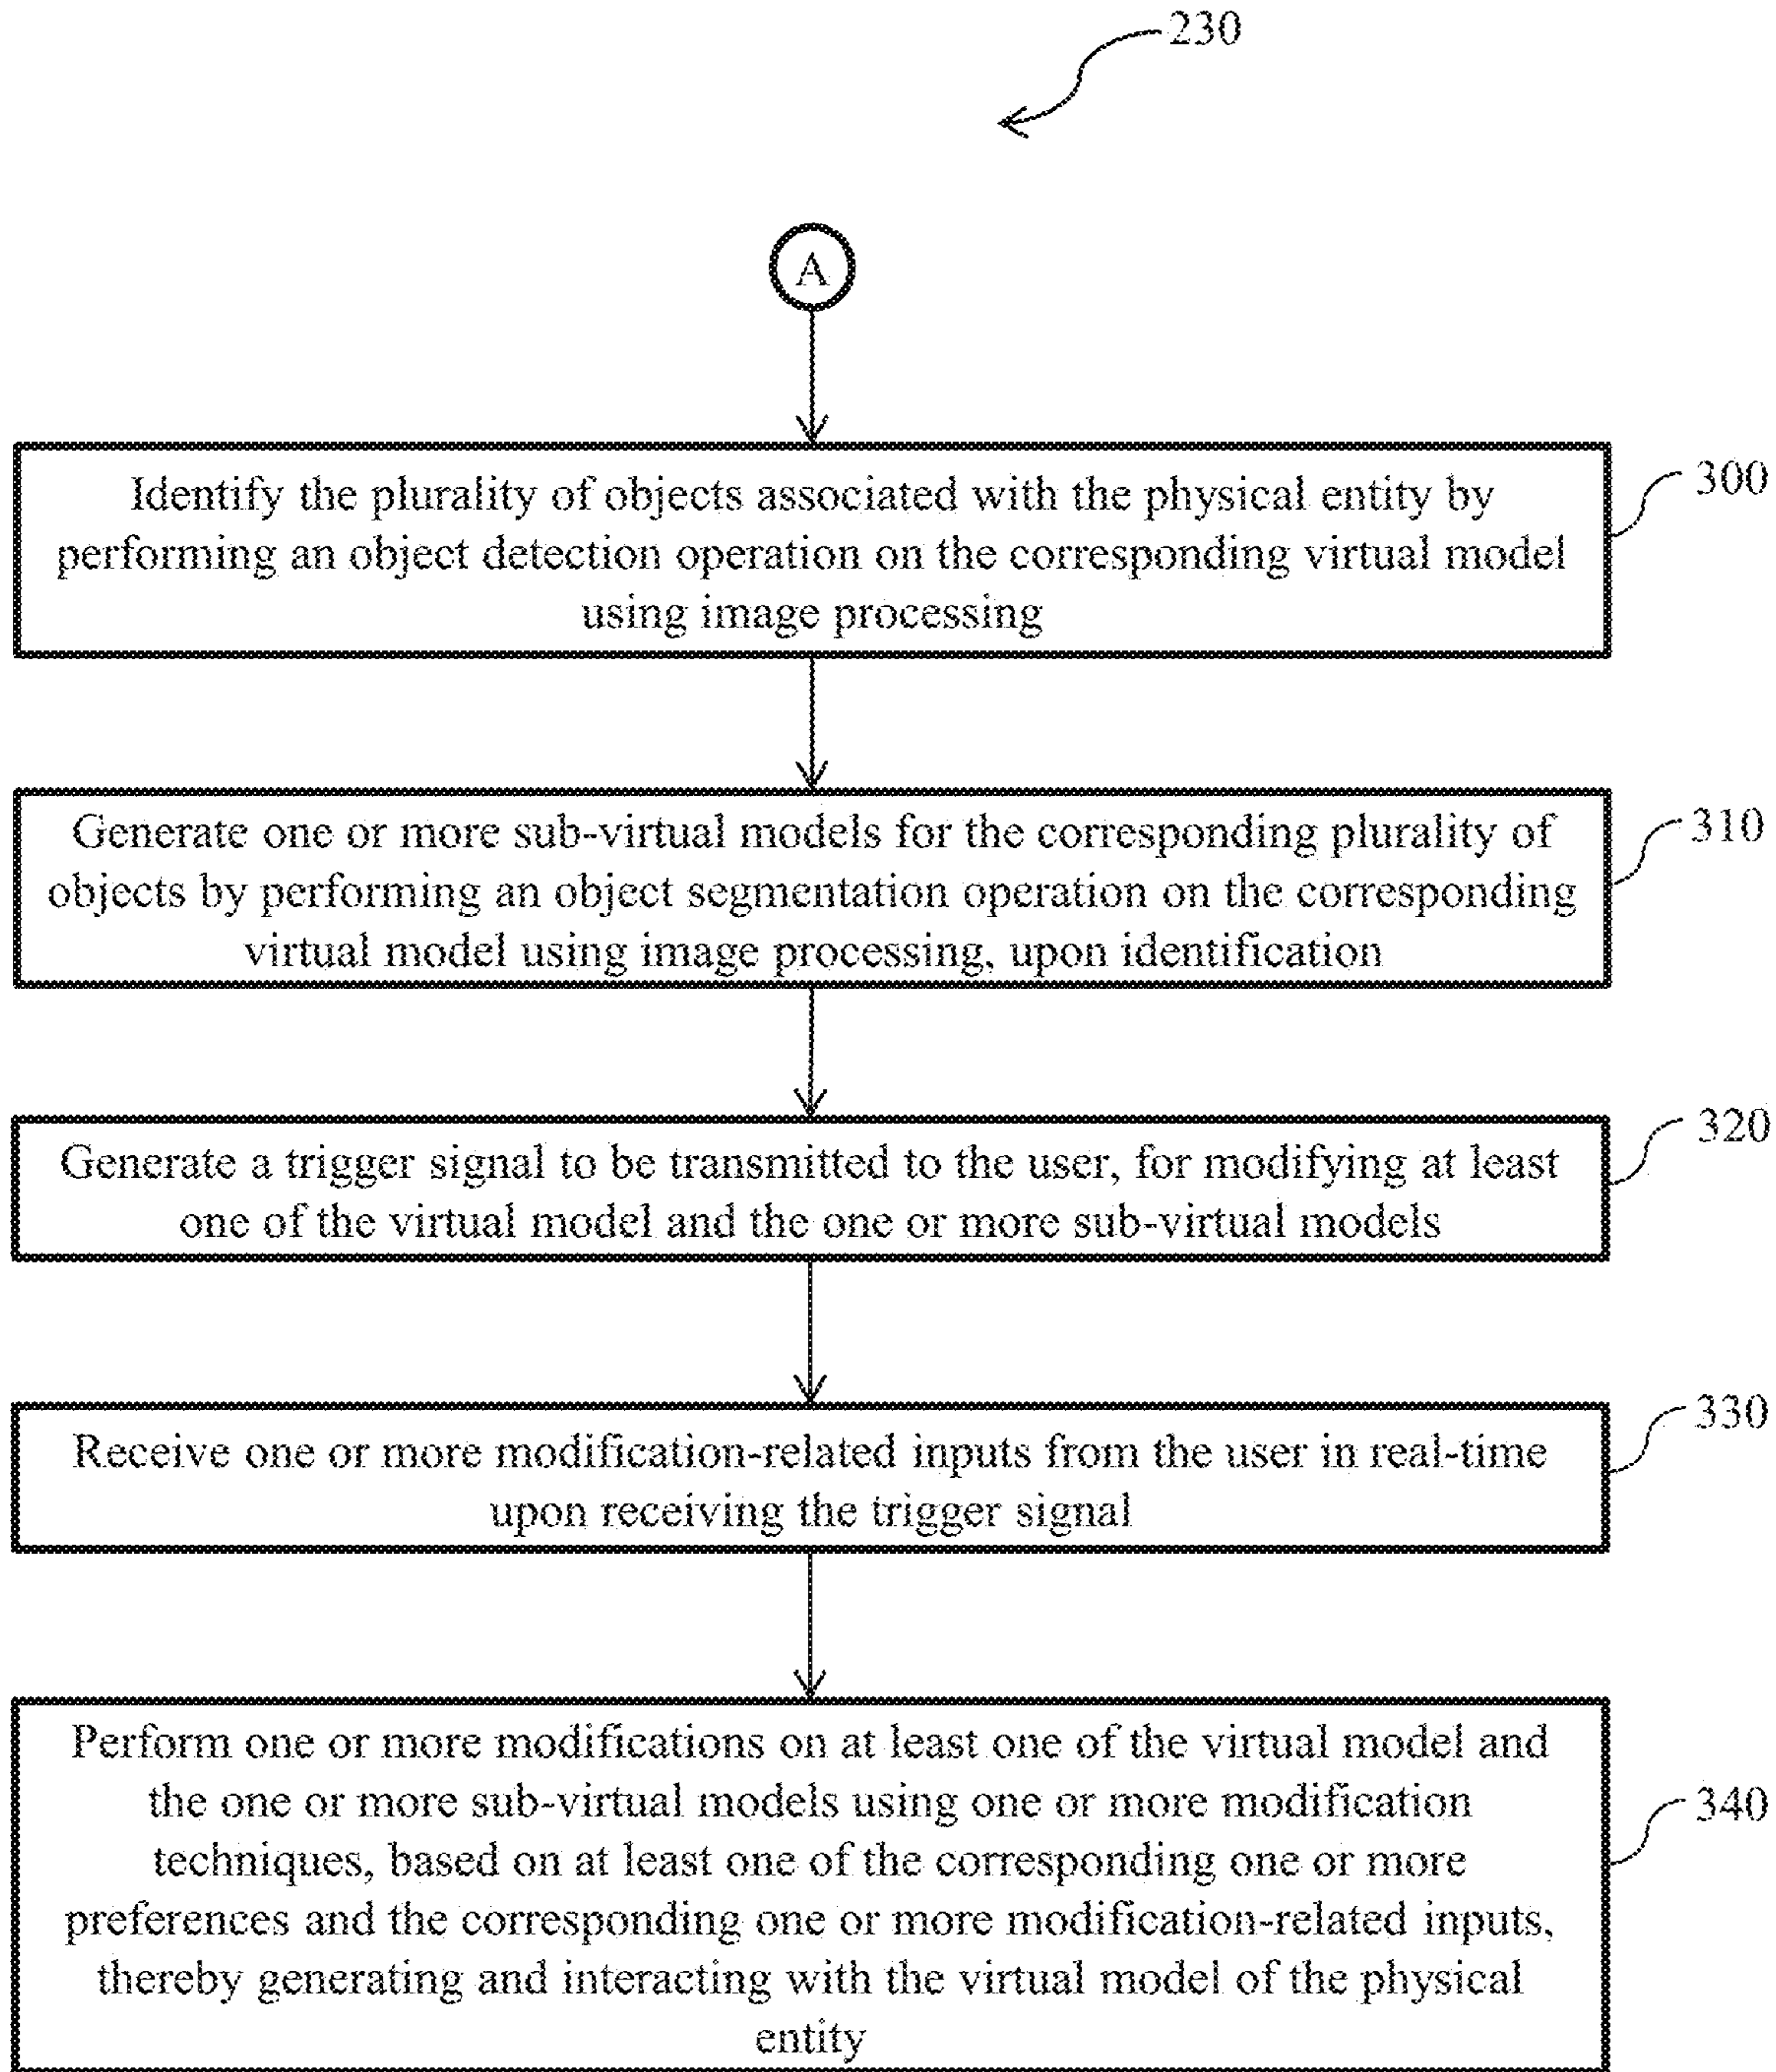 230
A
Identify the plurality of objects associated with the physical entity by
performing an object detection operation on the corresponding virtual model
using image processing
300
Generate one or more sub-virtual models for the corresponding plurality of
objects by performing an object segmentation operation on the corresponding
virtual model using image processing, upon identification
310
Generate a trigger signal to be transmitted to the user, for modifying at least
one of the virtual model and the one or more sub-virtual models
320
Receive one or more modification-related inputs from the user in real-time
upon receiving the trigger signal
330
Perform one or more modifications on at least one of the virtual model and
the one or more sub-virtual models using one or more modification
techniques, based on at least one of the corresponding one or more
preferences and the corresponding one or more modification-related inputs,
thereby generating and interacting with the virtual model of the physical
entity
340